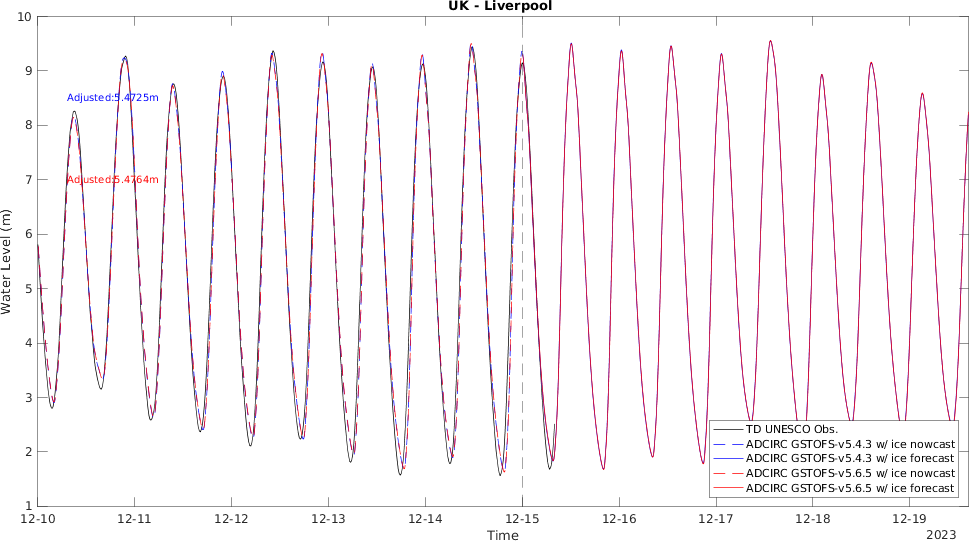 UK - Liverpool
10
9
8
7
6
5
4
3
2
1
Water Level (m)
Adjusted:5.4725m
Adjusted:5.4764m
TD UNESCO Obs.
ADCIRC GSTOFS-v5.4.3 w/ ice nowcast
ADCIRC GSTOFS-v5.4.3 w/ ice forecast
ADCIRC GSTOFS-v5.6.5 w/ ice nowcast
ADCIRC GSTOFS-v5.6.5 w/ ice forecast
12-10 12-11 12-12 12-13 12-14 12-15 12-16 12-17 12-18 12-19
Time
2023